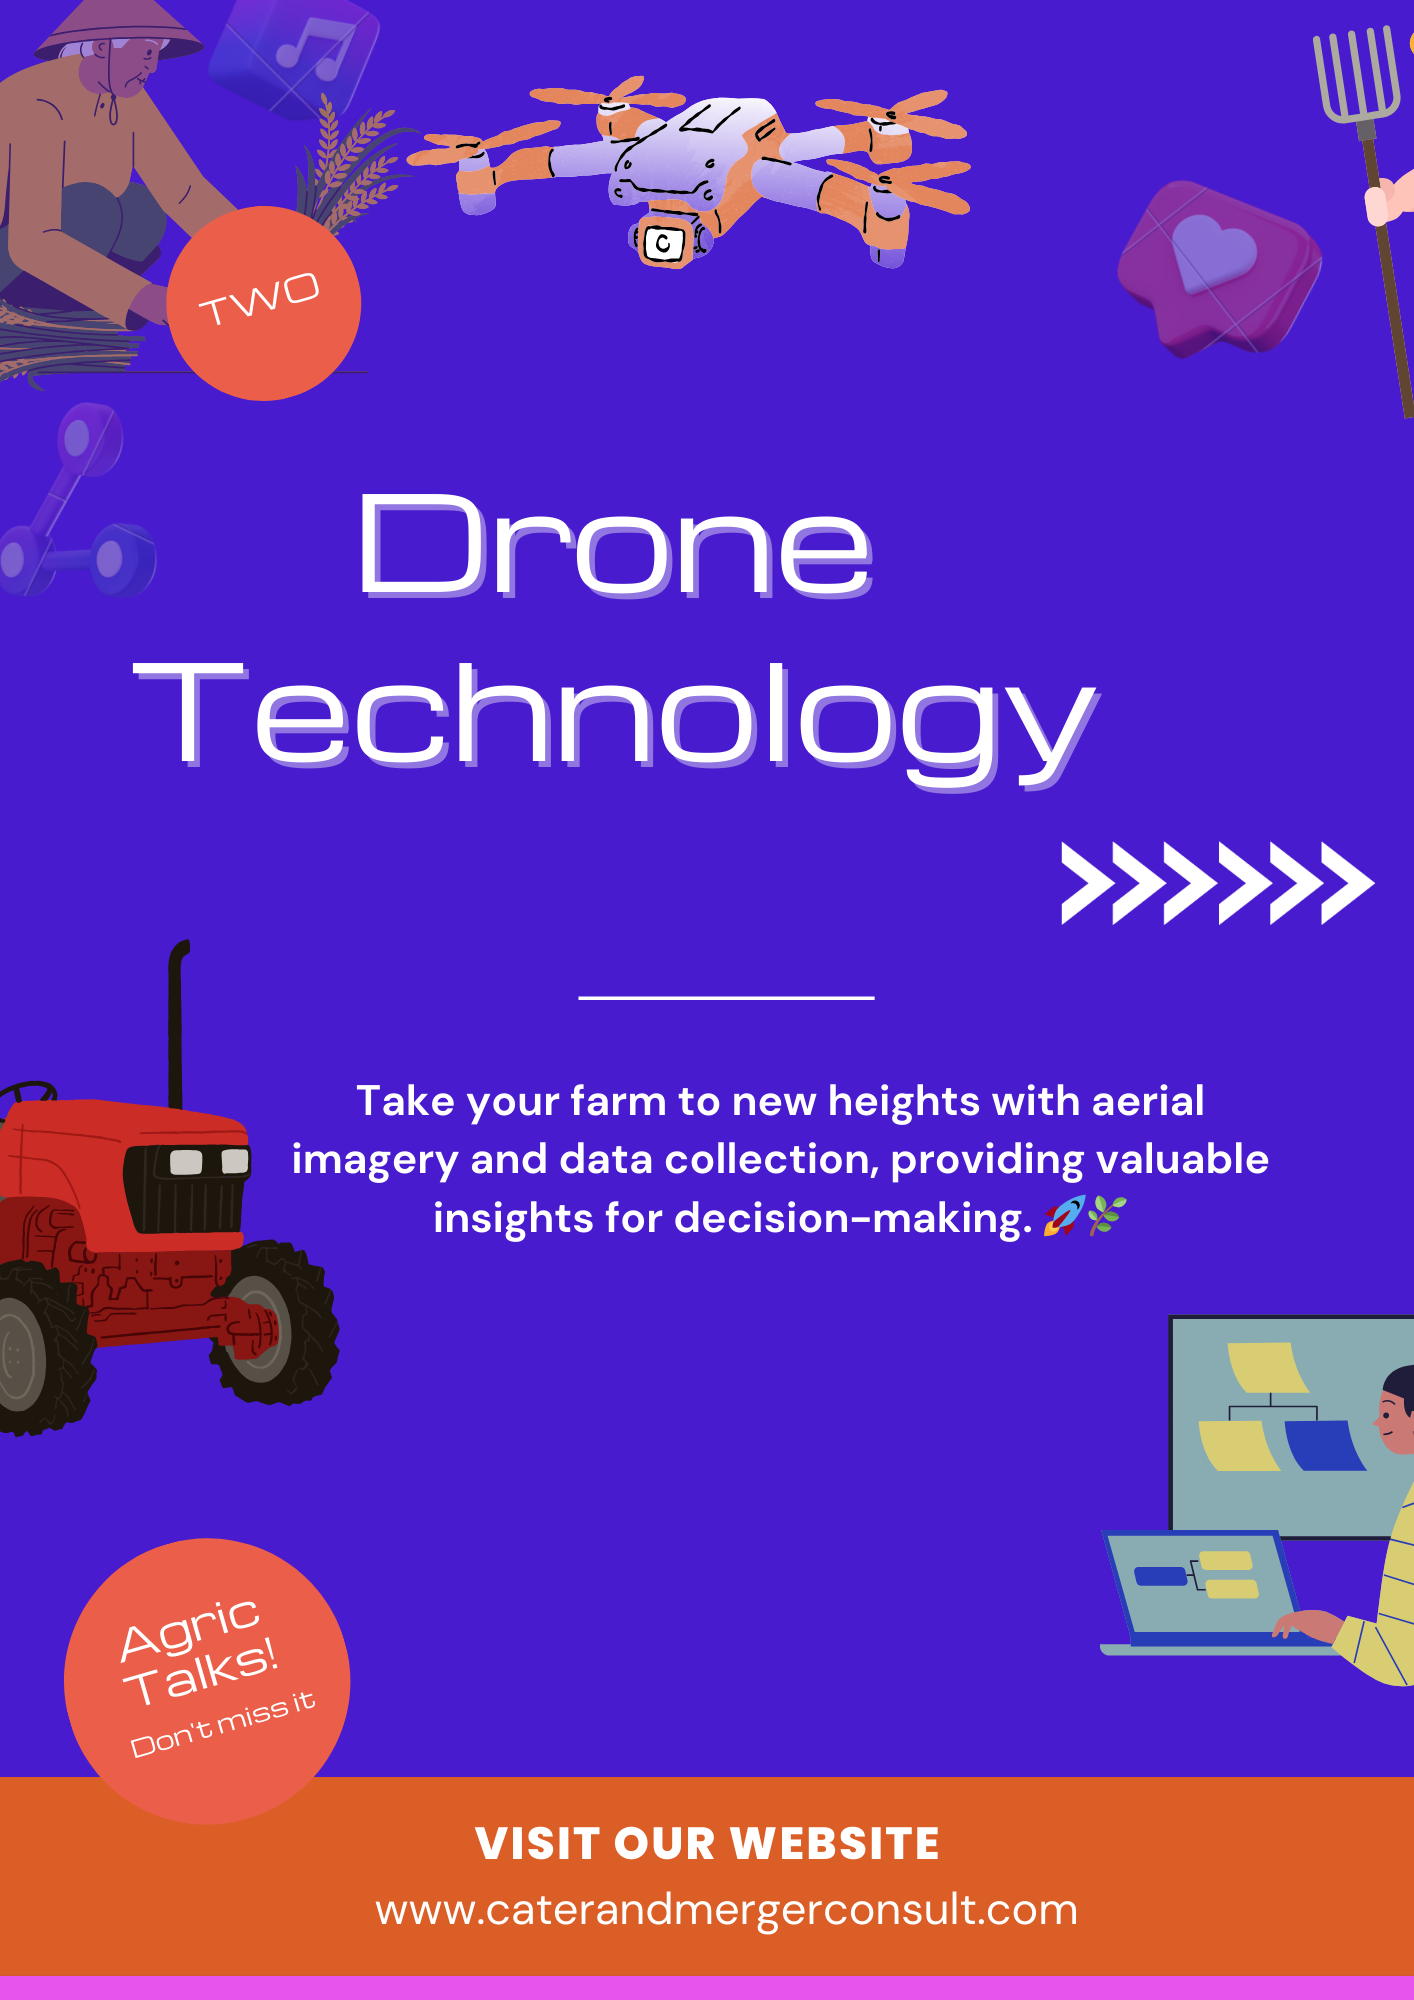 C
TWO
Drone
Technology
Take your farm to new heights with aerial
imagery and data collection, providing valuable
insights for decision-making. 🚀🌿
Agric
Talks!
Don't miss it
VISIT OUR WEBSITE
www.caterandmergerconsult.com